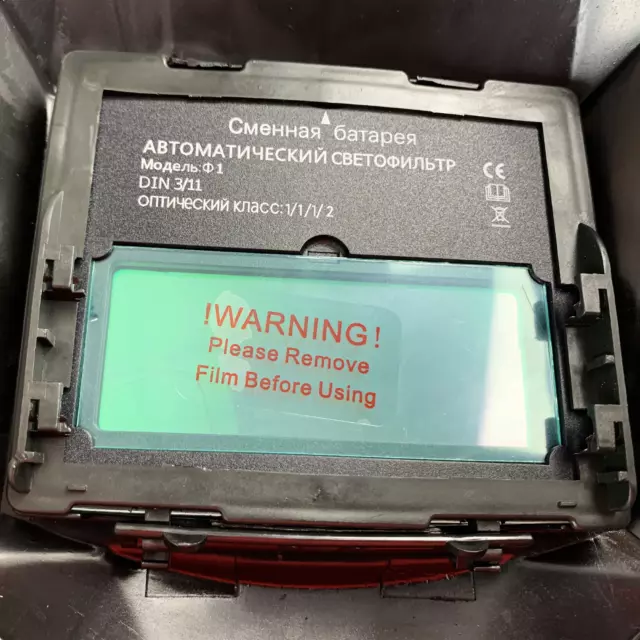 Сменная батарея
АВТОМАТИЧЕСКИЙ СВЕТОФИЛЬТР
Модель: Ф 1
DIN 3/11
ОПТИЧЕСКИЙ КЛАСС:1/1/1/ 2
CE
!WARNING!
Please Remove
Film Before Using